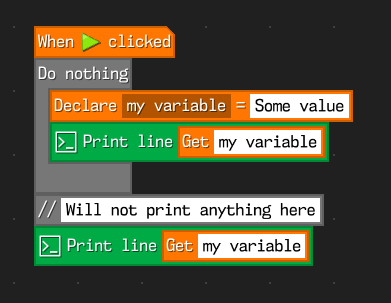 When clicked
Do nothing
Declare my variable = Some value
>_ Print line Get my variable
// Will not print anything here
>_ Print line Get my variable